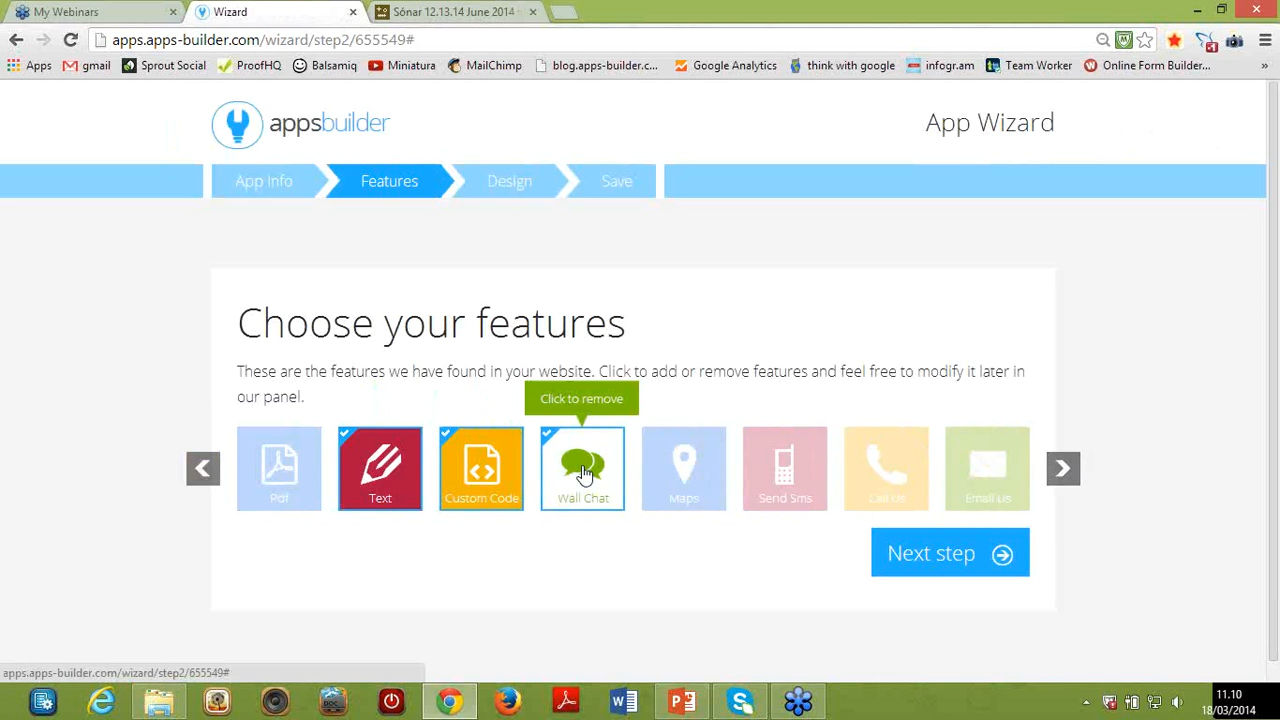 My Webinars
Wizard
Sónar 12.13.14 June 2014 -
apps.apps-builder.com/wizard/step2/655549#
Apps
gmail
Sprout Social
ProofHQ
Balsamiq
Miniatura
MailChimp
blog.apps-builder.c...
Google Analytics
think with google
infogr.am
Team Worker
Online Form Builder...
»
appsbuilder
App Wizard
App Info
Features
Design
Save
Choose your features
These are the features we have found in your website. Click to add or remove features and feel free to modify it later in
our panel.
Click to remove
Pdf
Text
Custom Code
Wall Chat
Maps
Send Sms
Call Us
Email Us
Next step
apps.apps-builder.com/wizard/step2/655549#
11.10
18/03/2014